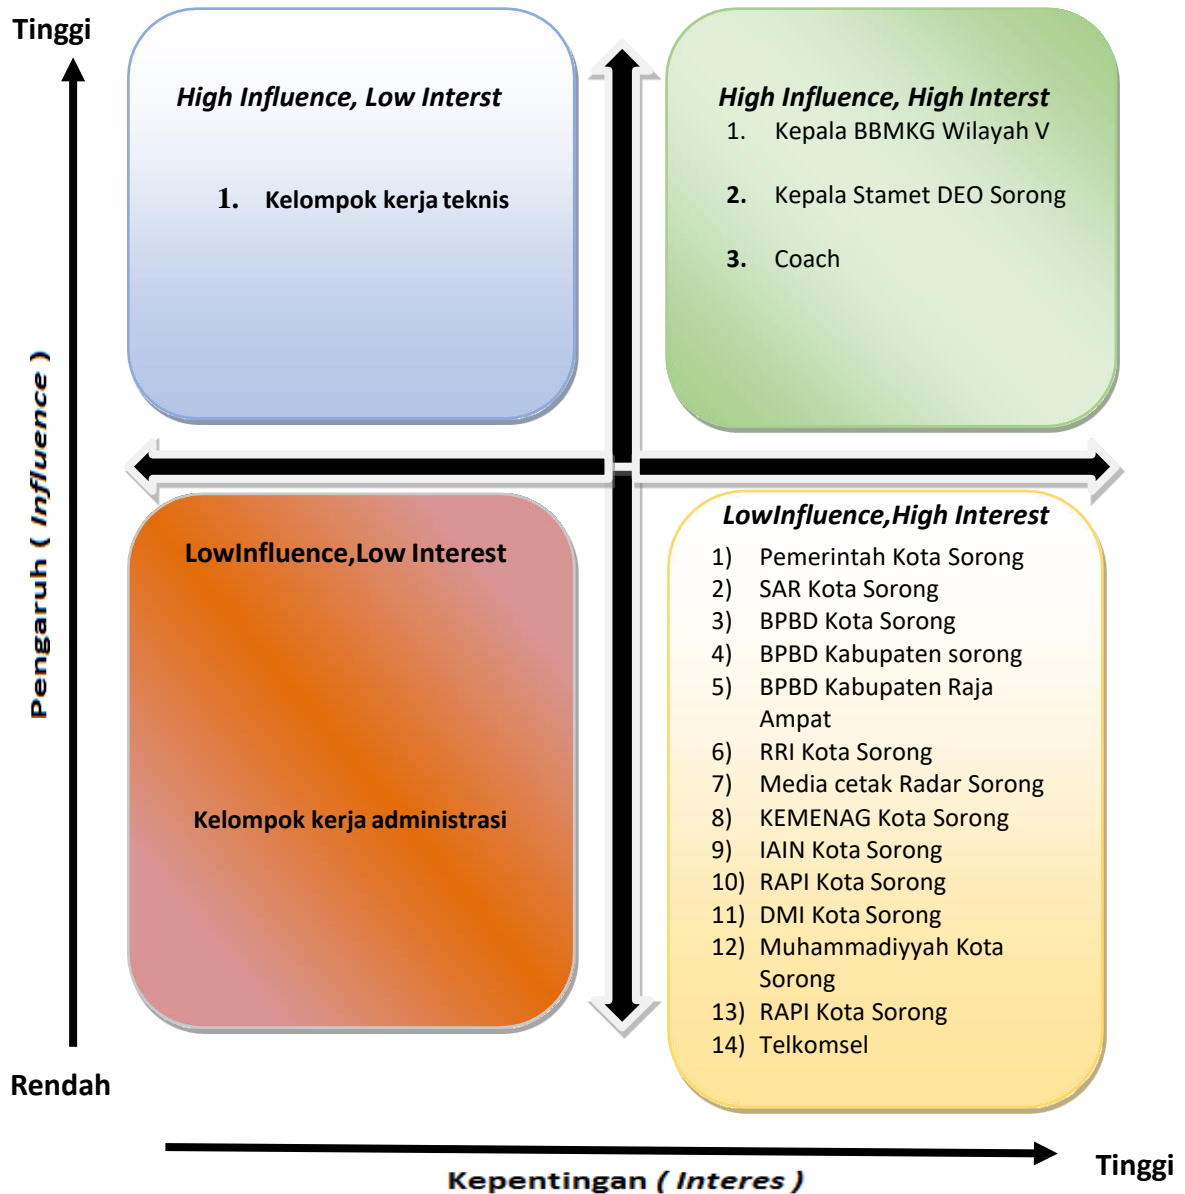 Tinggi
High Influence, Low Interst
1. Kelompok kerja teknis
High Influence, High Interst
1. Kepala BBMKG Wilayah V
2. Kepala Stamet DEO Sorong
3. Coach
Pengaruh ( Influence )
LowInfluence,Low Interest
Kelompok kerja administrasi
LowInfluence,High Interest
1) Pemerintah Kota Sorong
2) SAR Kota Sorong
3) BPBD Kota Sorong
4) BPBD Kabupaten sorong
5) BPBD Kabupaten Raja
Ampat
6) RRI Kota Sorong
7) Media cetak Radar Sorong
8) KEMENAG Kota Sorong
9) IAIN Kota Sorong
10) RAPI Kota Sorong
11) DMI Kota Sorong
12) Muhammadiyyah Kota
Sorong
13) RAPI Kota Sorong
14) Telkomsel
Rendah
Tinggi
Kepentingan ( Interes )